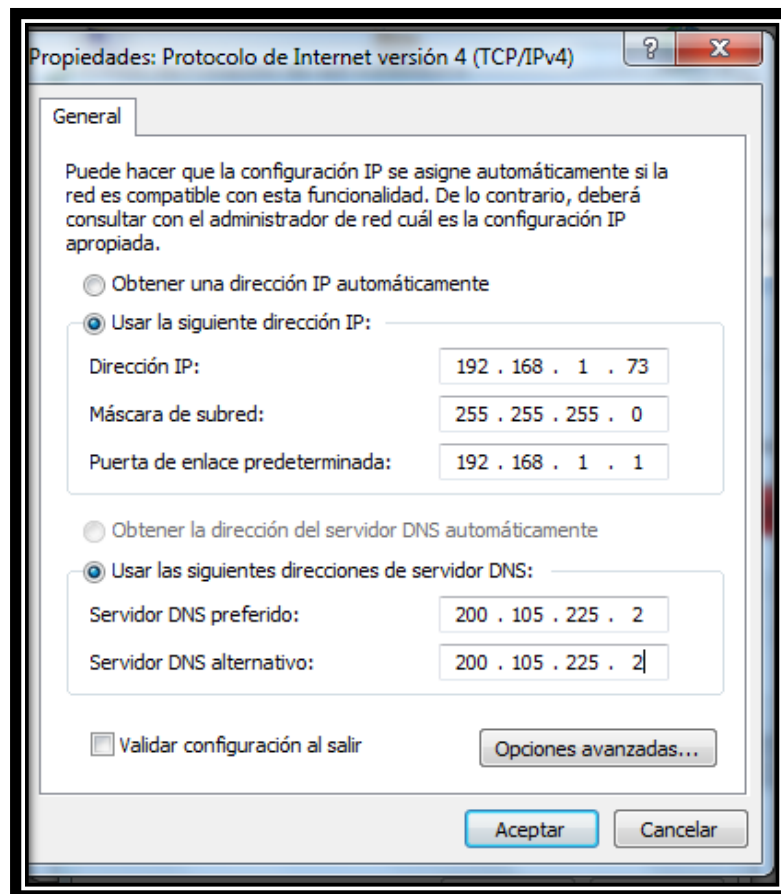 Propiedades: Protocolo de Internet versión 4 (TCP/IPv4)
General
Puede hacer que la configuración IP se asigne automáticamente si la
red es compatible con esta funcionalidad. De lo contrario, deberá
consultar con el administrador de red cuál es la configuración IP
apropiada.
Obtener una dirección IP automáticamente
Usar la siguiente dirección IP:
Dirección IP: 192 . 168 . 1 . 73
Máscara de subred: 255 . 255 . 255 . 0
Puerta de enlace predeterminada: 192 . 168 . 1 . 1
Obtener la dirección del servidor DNS automáticamente
Usar las siguientes direcciones de servidor DNS:
Servidor DNS preferido: 200 . 105 . 225 . 2
Servidor DNS alternativo: 200 . 105 . 225 . 2
Validar configuración al salir
Opciones avanzadas...
Aceptar Cancelar